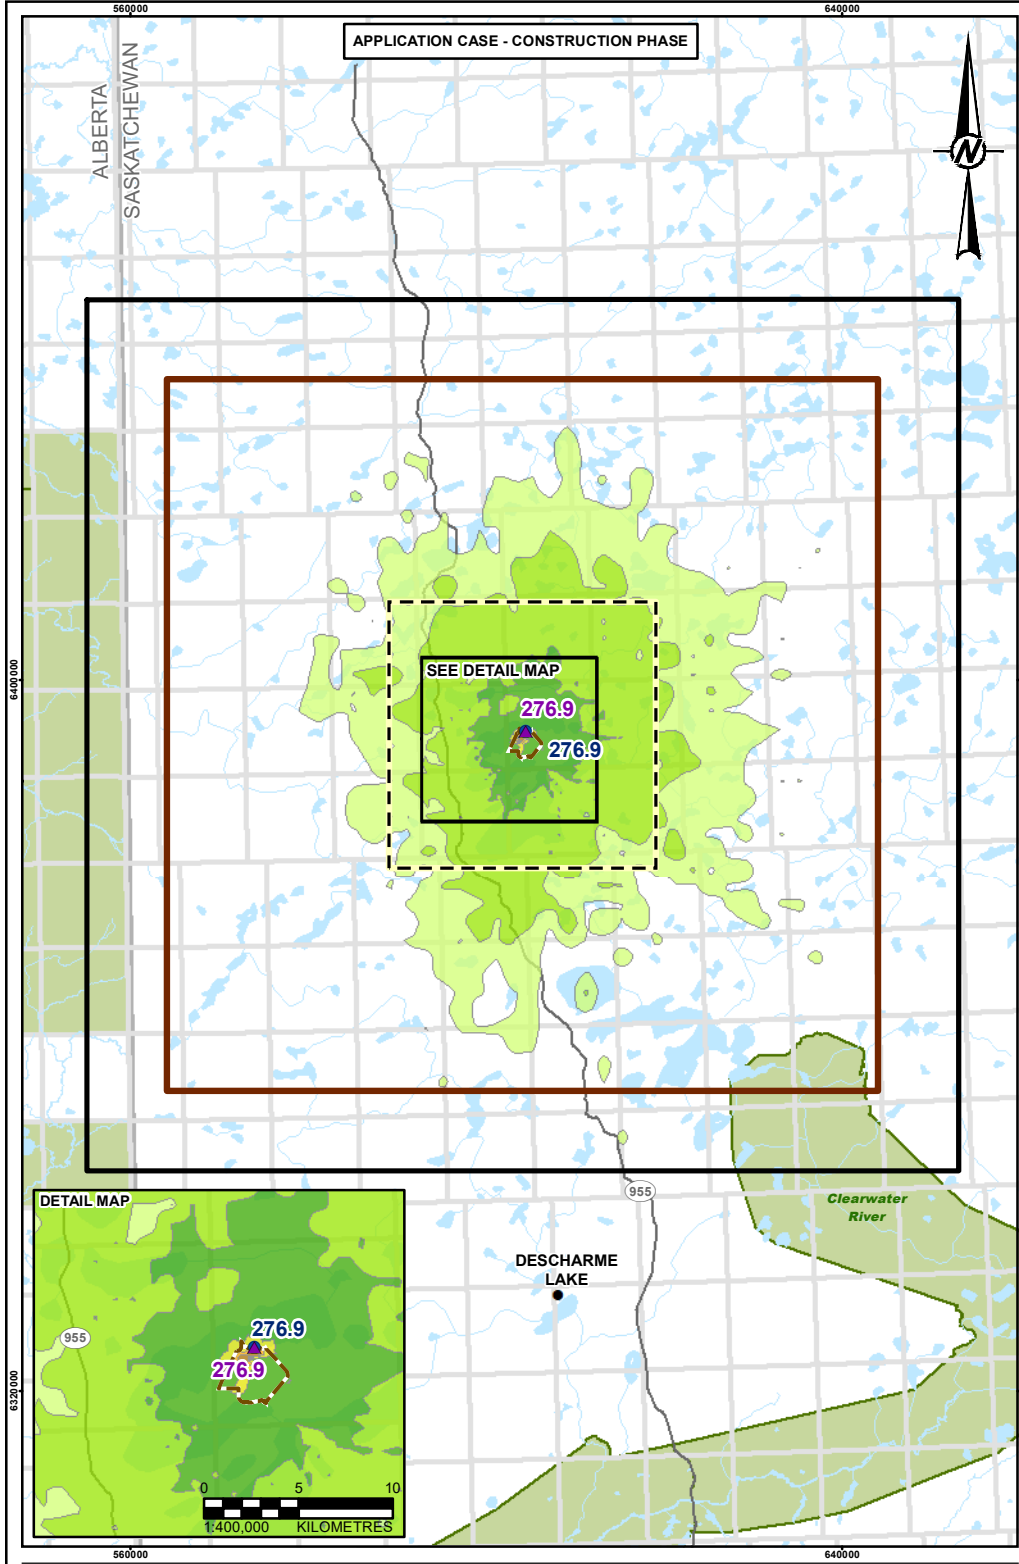 560000
640000
APPLICATION CASE - CONSTRUCTION PHASE
ALBERTA
SASKATCHEWAN
N
6400000
SEE DETAIL MAP
276.9
276.9
955
Clearwater
River
DETAIL MAP
DESCHARME
LAKE
955
276.9
276.9
6320000
0 5 10
1:400,000 KILOMETRES
560000
640000